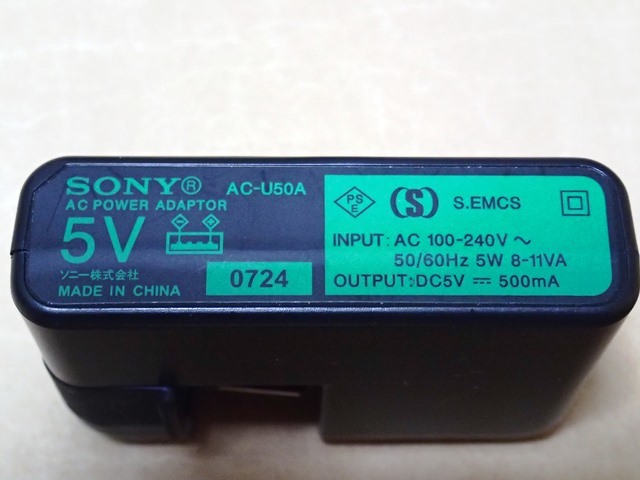 SONY® AC-U50A
AC POWER ADAPTOR
5V
ソニー株式会社
MADE IN CHINA
0724
PS
E
(S) S.EMCS
INPUT: AC 100-240V ～
50/60Hz 5W 8-11VA
OUTPUT: DC5V ⎓ 500mA